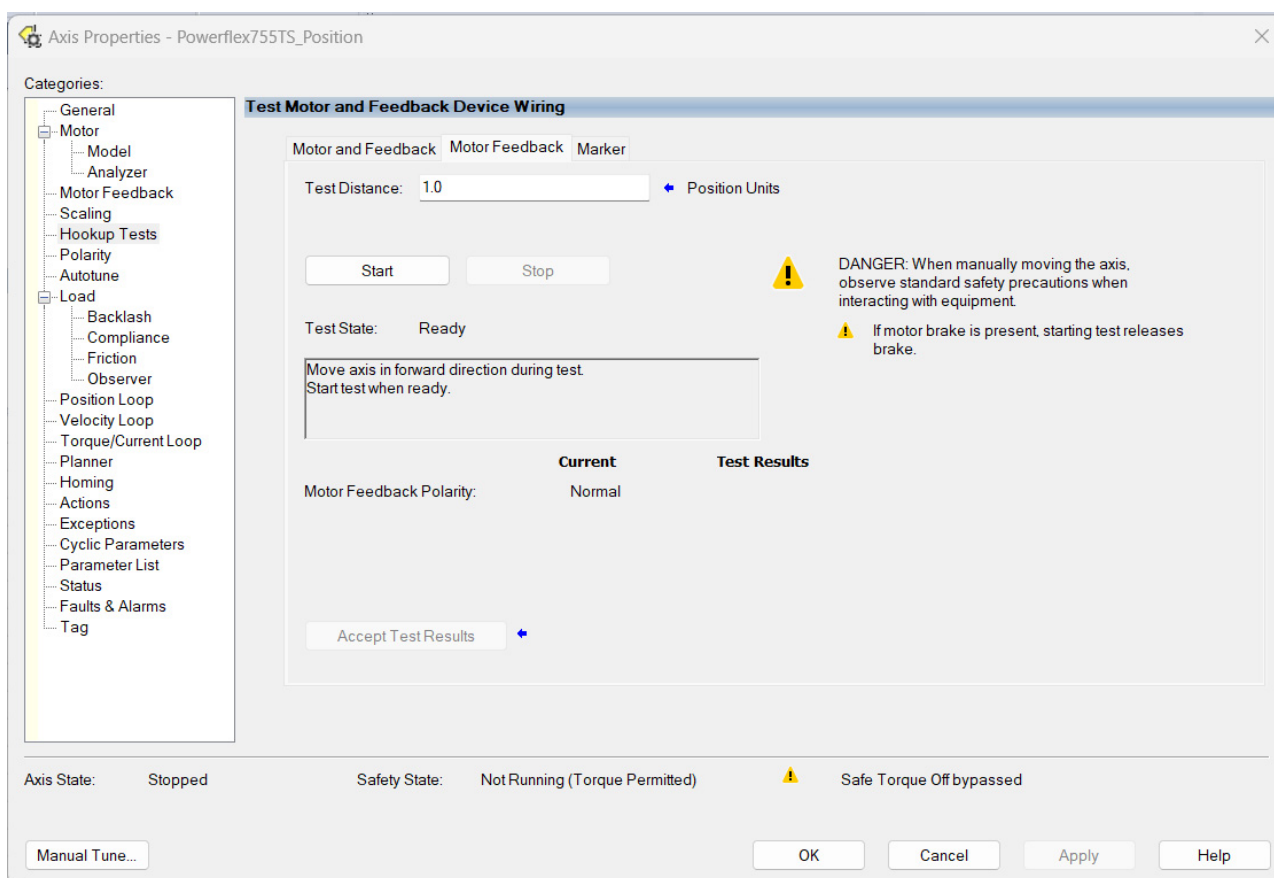 Axis Properties - Powerflex755TS_Position
Categories:
General
Motor
Model
Analyzer
Motor Feedback
Scaling
Hookup Tests
Polarity
Autotune
Load
Backlash
Compliance
Friction
Observer
Position Loop
Velocity Loop
Torque/Current Loop
Planner
Homing
Actions
Exceptions
Cyclic Parameters
Parameter List
Status
Faults & Alarms
Tag
Test Motor and Feedback Device Wiring
Motor and Feedback Motor Feedback Marker
Test Distance: 1.0 Position Units
Start Stop
DANGER: When manually moving the axis,
observe standard safety precautions when
interacting with equipment.
If motor brake is present, starting test releases
brake.
Test State: Ready
Move axis in forward direction during test.
Start test when ready.
Current Test Results
Motor Feedback Polarity: Normal
Accept Test Results
Axis State: Stopped Safety State: Not Running (Torque Permitted) Safe Torque Off bypassed
Manual Tune... OK Cancel Apply Help